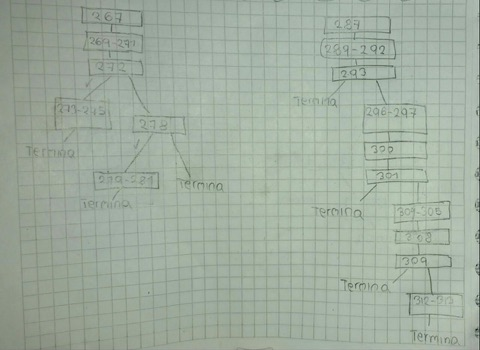 267
269-271
272
273-275
Termina
278
279-281
Termina
Termina
287
289-292
293
Termina
296-297
300
301
Termina
303-305
308
309
Termina
312-313
Termina